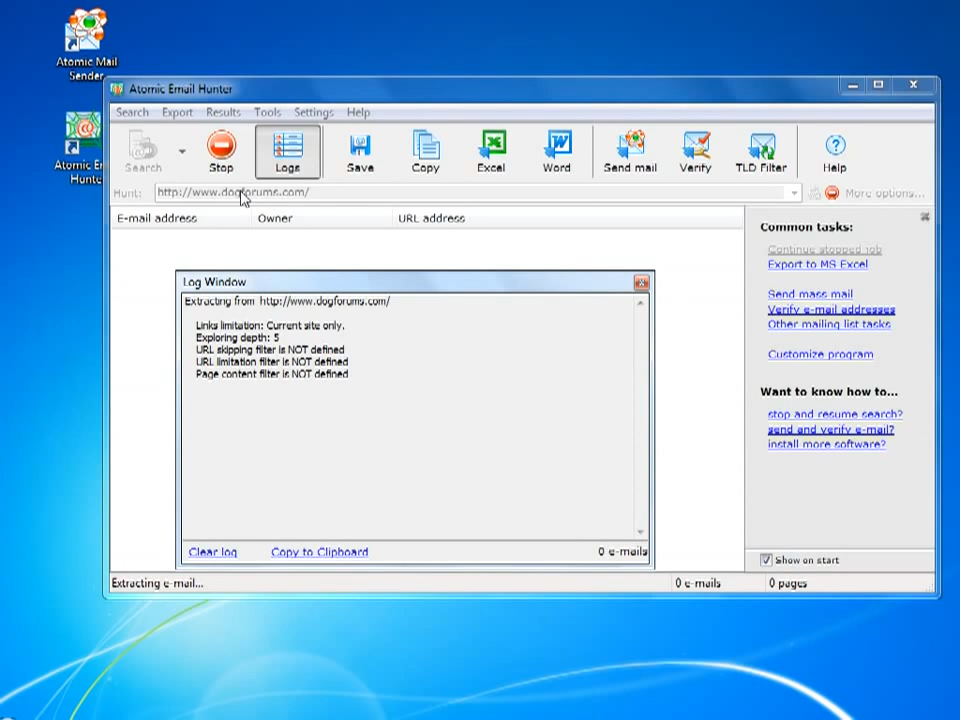 Atomic Mail
Sender
Atomic E
Hunte
Atomic Email Hunter
Search Export Results Tools Settings Help
Search Stop Logs Save Copy Excel Word Send mail Verify TLD Filter Help
Hunt: http://www.dogforums.com/ More options...
E-mail address Owner URL address
Common tasks:
Continue stopped job
Export to MS Excel
Send mass mail
Verify e-mail addresses
Other mailing list tasks
Customize program
Want to know how to...
stop and resume search?
send and verify e-mail?
install more software?
Show on start
Log Window
Extracting from http://www.dogforums.com/
Links limitation: Current site only.
Exploring depth: 5
URL skipping filter is NOT defined
URL limitation filter is NOT defined
Page content filter is NOT defined
Clear log Copy to Clipboard 0 e-mails
Extracting e-mail... 0 e-mails 0 pages